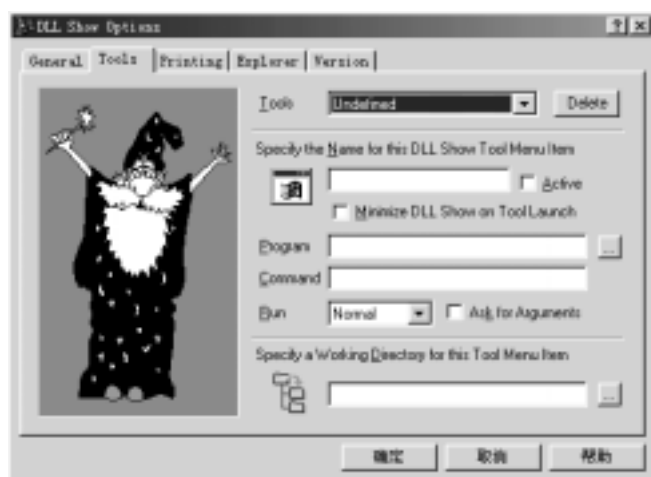 DLL Show Options
General Tools Printing Explorer Version
Tools Undefined Delete
Specify the Name for this DLL Show Tool Menu Item
Active
Minimize DLL Show on Tool Launch
Program ...
Command
Run Normal Ask for Arguments
Specify a Working Directory for this Tool Menu Item
...
确定 取消 帮助